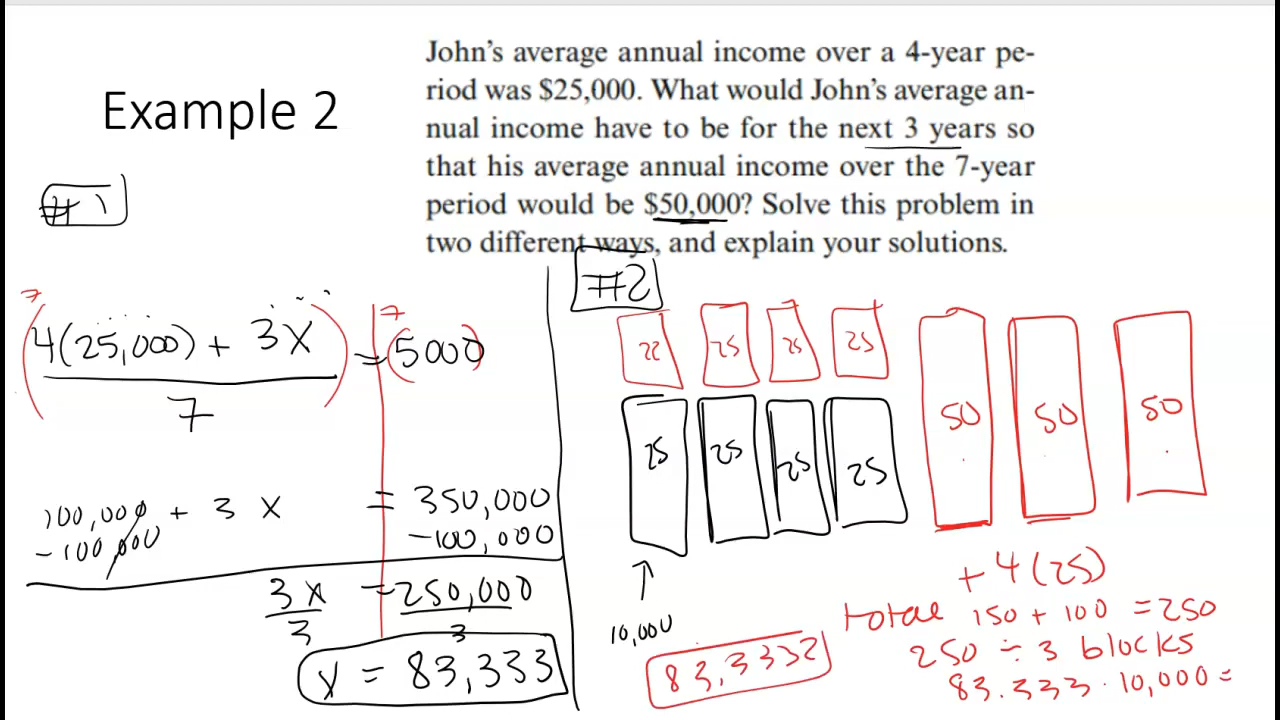 Example 2
John's average annual income over a 4-year pe-
riod was $25,000. What would John's average an-
nual income have to be for the next 3 years so
that his average annual income over the 7-year
period would be $50,000? Solve this problem in
two different ways, and explain your solutions.
#1
7 7
4(25,000) + 3X = (5000)
7
100,000 + 3 X = 350,000
-100,000 -100,000
3X = 250,000
3 3
X = 83,333
#2
22 25 25 25
25 25 25 25 50 50 50
10,000
+ 4(25)
total 150 + 100 = 250
250 ÷ 3 blocks
83.333 · 10,000 =